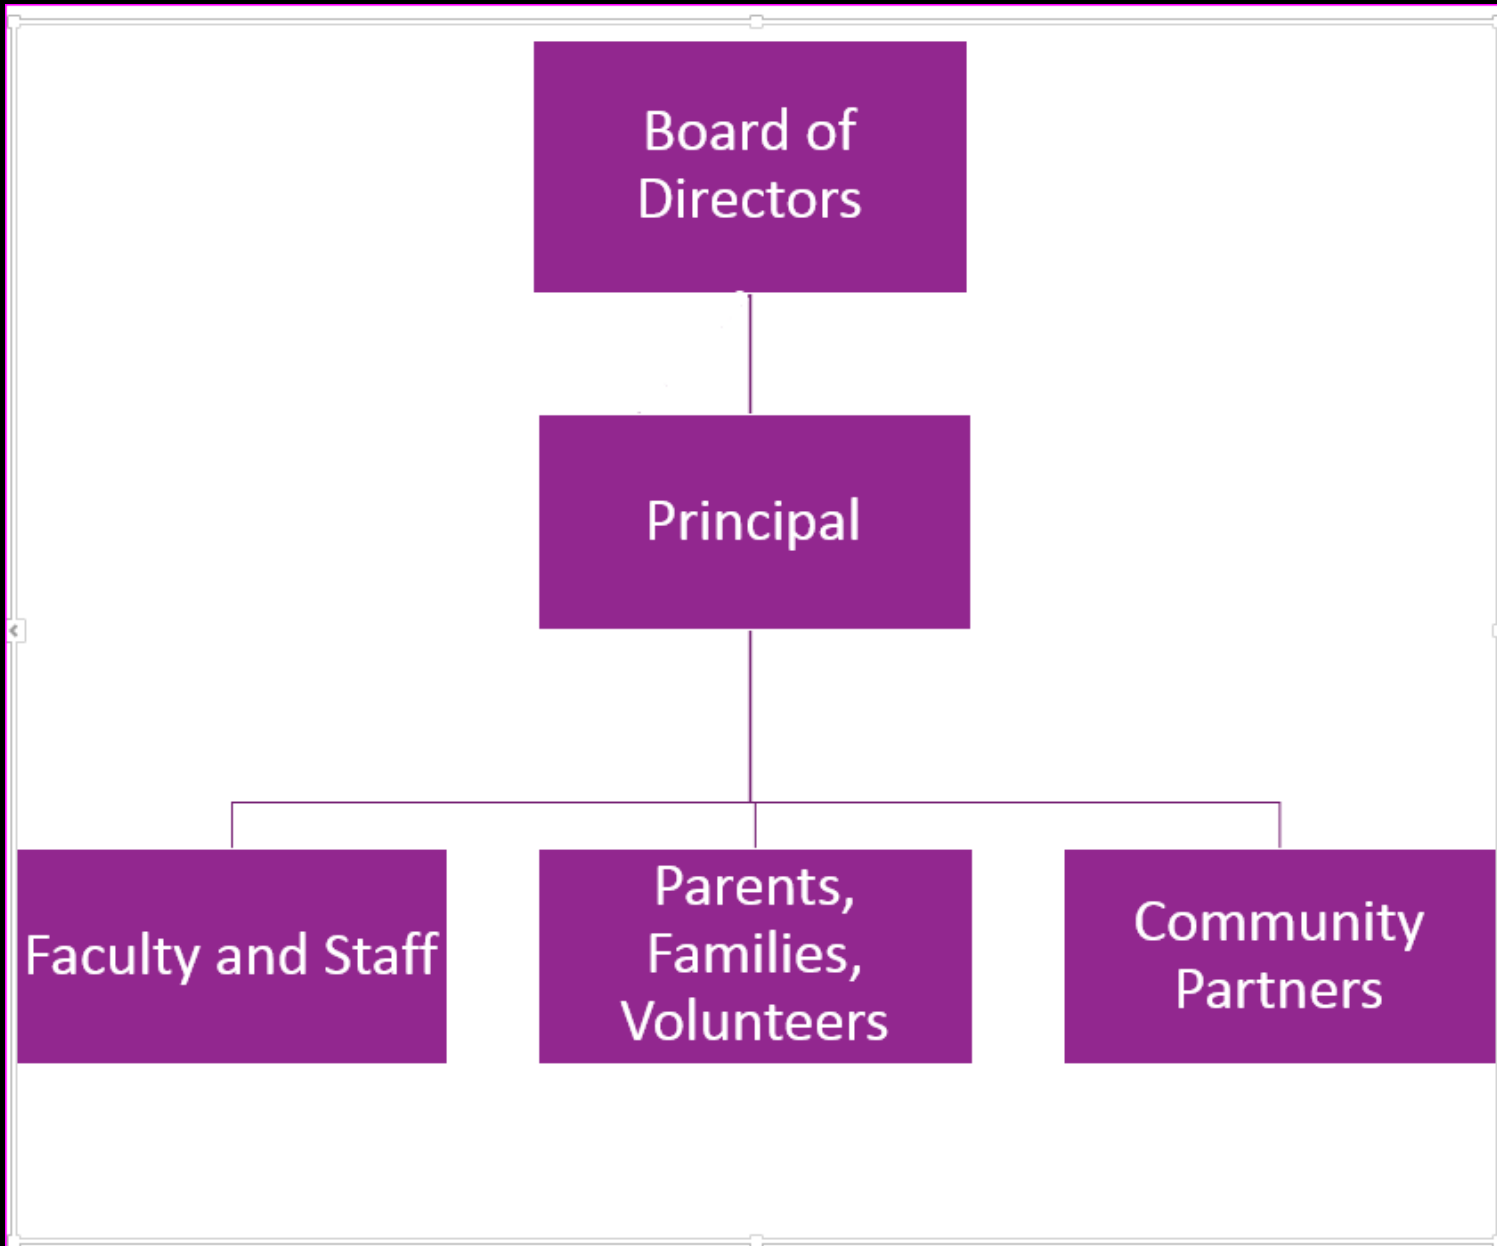 Board of
Directors
Principal
Faculty and Staff
Parents,
Families,
Volunteers
Community
Partners